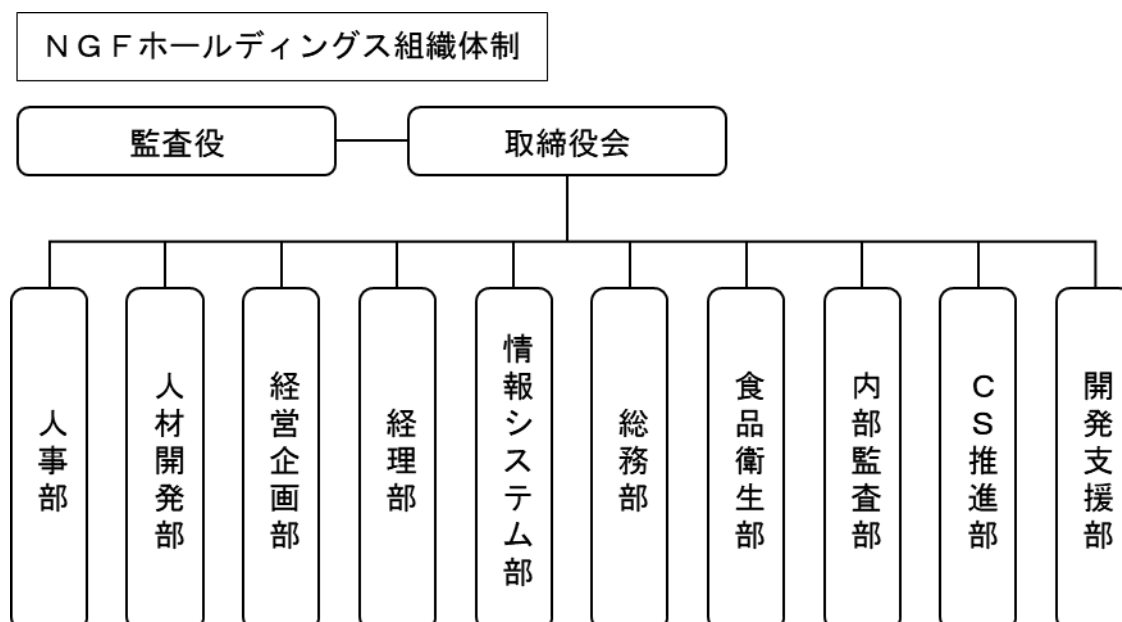 ＮＧＦホールディングス組織体制
監査役
取締役会
人事部
人材開発部
経営企画部
経理部
情報システム部
総務部
食品衛生部
内部監査部
ＣＳ推進部
開発支援部